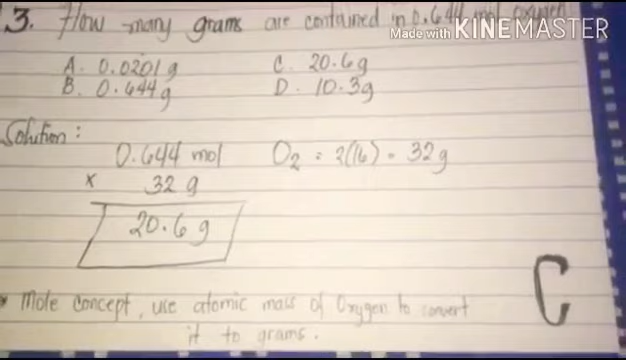 3. How many grams are contained in 0.644 mol oxygen
Made with KINEMASTER
A. 0.0201 g C. 20.6g
B. 0.644 g D. 10.3g
Solution:
0.644 mol O2 = 2(16) = 32 g
x 32 g
20.6 g
C
* Mole concept, use atomic mass of Oxygen to convert
it to grams.